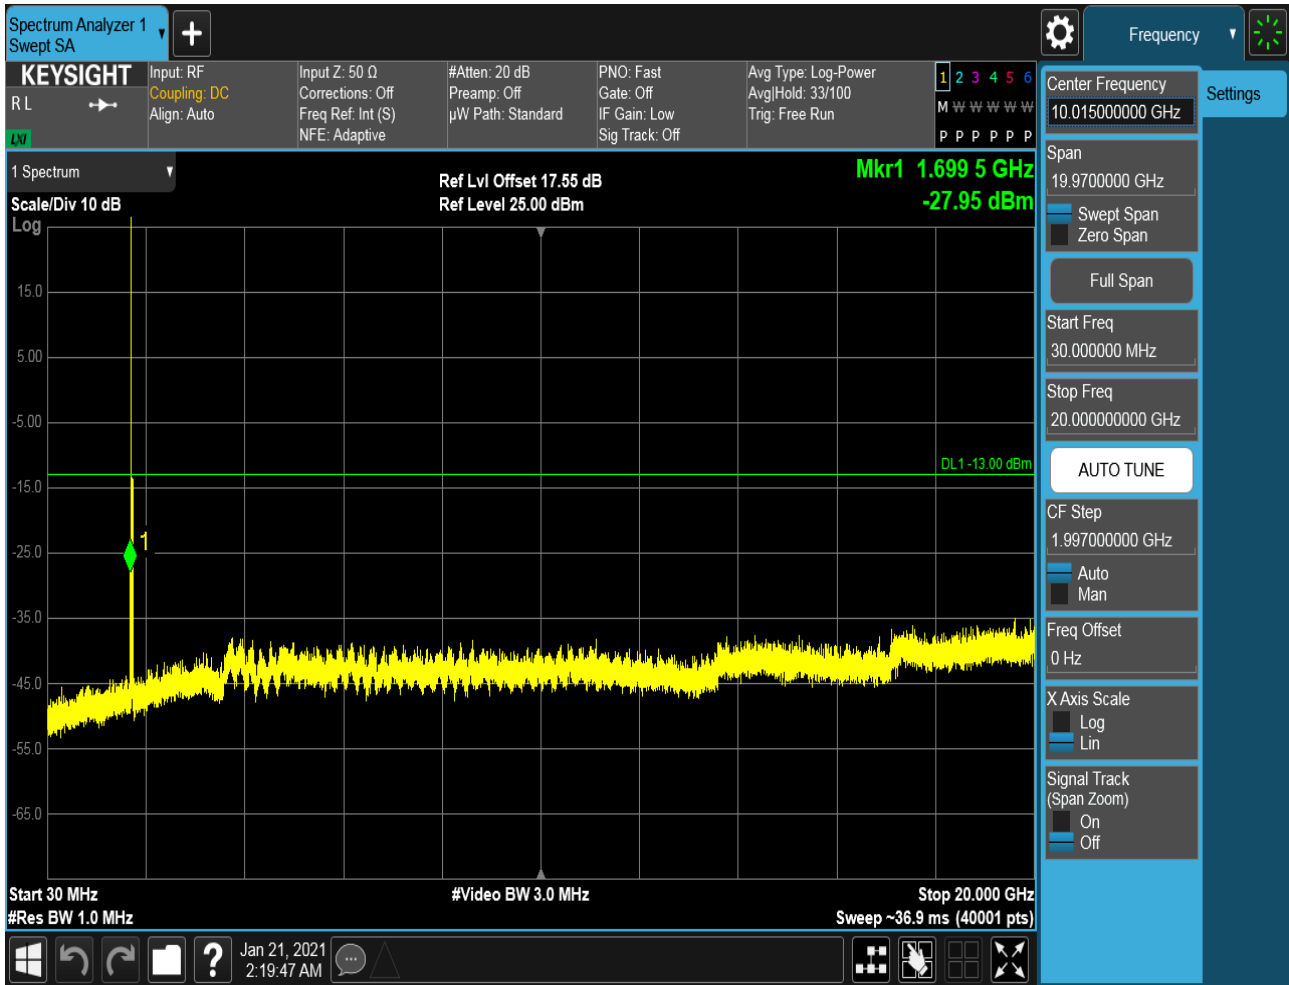 Spectrum Analyzer 1
Swept SA
+
Frequency
KEYSIGHT
R L
LXI
Input: RF
Coupling: DC
Align: Auto
Input Z: 50 Ω
Corrections: Off
Freq Ref: Int (S)
NFE: Adaptive
#Atten: 20 dB
Preamp: Off
µW Path: Standard
PNO: Fast
Gate: Off
IF Gain: Low
Sig Track: Off
Avg Type: Log-Power
Avg|Hold: 33/100
Trig: Free Run
1 2 3 4 5 6
M W W W W W
P P P P P P
1 Spectrum
Scale/Div 10 dB
Log
Ref Lvl Offset 17.55 dB
Ref Level 25.00 dBm
Mkr1 1.699 5 GHz
-27.95 dBm
15.0
5.00
-5.00
DL1 -13.00 dBm
-15.0
1
-25.0
-35.0
-45.0
-55.0
-65.0
Start 30 MHz
#Video BW 3.0 MHz
Stop 20.000 GHz
#Res BW 1.0 MHz
Sweep ~36.9 ms (40001 pts)
?
Jan 21, 2021
2:19:47 AM
Center Frequency
10.015000000 GHz
Settings
Span
19.9700000 GHz
Swept Span
Zero Span
Full Span
Start Freq
30.000000 MHz
Stop Freq
20.000000000 GHz
AUTO TUNE
CF Step
1.997000000 GHz
Auto
Man
Freq Offset
0 Hz
X Axis Scale
Log
Lin
Signal Track
(Span Zoom)
On
Off